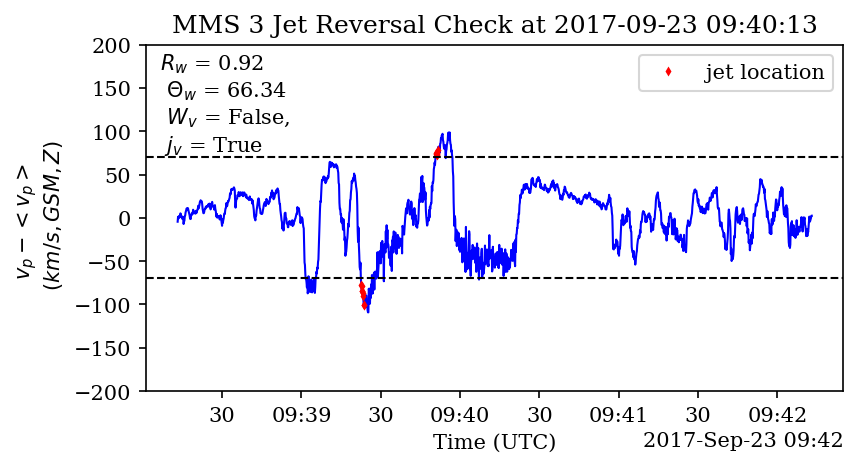 MMS 3 Jet Reversal Check at 2017-09-23 09:40:13
R_w = 0.92
Θ_w = 66.34
W_v = False,
j_v = True
jet location
v_p − < v_p >
(km/s, GSM, Z)
200
150
100
50
0
−50
−100
−150
−200
30 09:39 30 09:40 30 09:41 30 09:42
Time (UTC)
2017-Sep-23 09:42